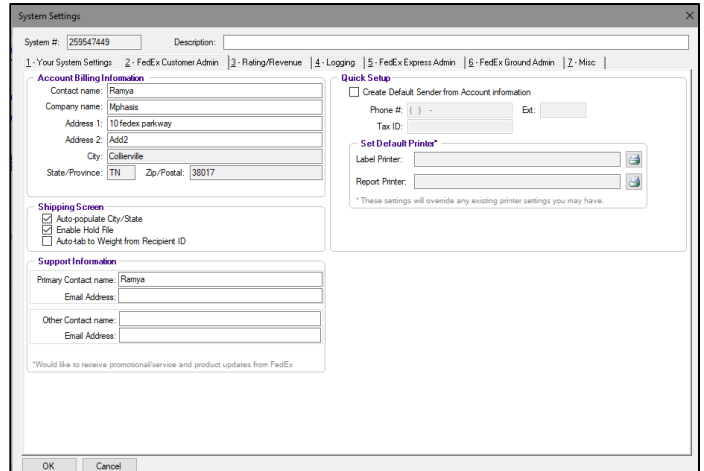 System Settings
System #: 259547449 Description:
1 - Your System Settings 2 - FedEx Customer Admin 3 - Rating/Revenue 4 - Logging 5 - FedEx Express Admin 6 - FedEx Ground Admin 7 - Misc
Account Billing Information
Contact name: Ramya
Company name: Mphasis
Address 1: 10 fedex parkway
Address 2: Add2
City: Collierville
State/Province: TN Zip/Postal: 38017
Shipping Screen
Auto-populate City/State
Enable Hold File
Auto-tab to Weight from Recipient ID
Support Information
Primary Contact name: Ramya
Email Address:
Other Contact name:
Email Address:
*Would like to receive promotional/service and product updates from FedEx
Quick Setup
Create Default Sender from Account information
Phone #: ( ) - Ext:
Tax ID:
Set Default Printer*
Label Printer:
Report Printer:
* These settings will override any existing printer settings you may have.
OK Cancel